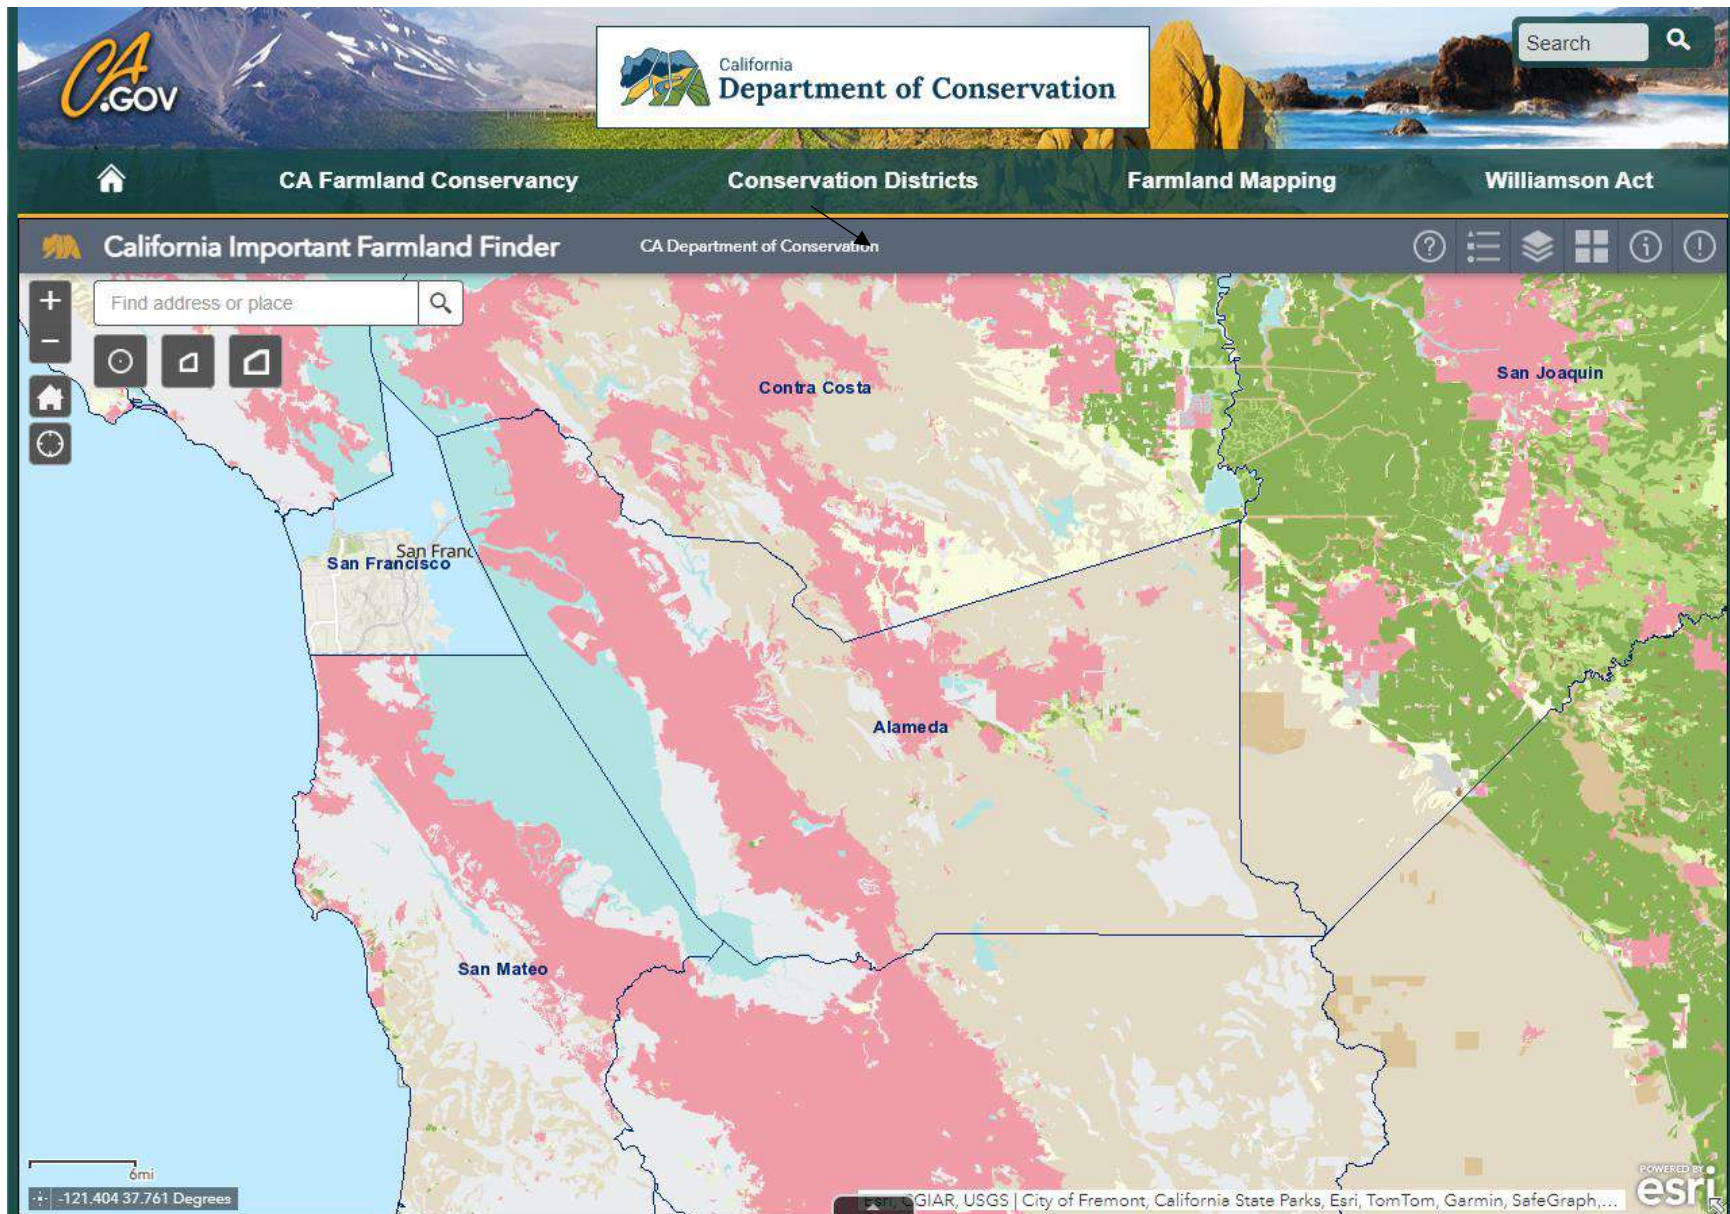 CA
.GOV
California
Department of Conservation
Search
CA Farmland Conservancy
Conservation Districts
Farmland Mapping
Williamson Act
California Important Farmland Finder
CA Department of Conservation
Find address or place
Contra Costa
San Joaquin
San Franc
San Francisco
Alameda
San Mateo
6mi
-121.404 37.761 Degrees
Esri, CGIAR, USGS | City of Fremont, California State Parks, Esri, TomTom, Garmin, SafeGraph,...
POWERED BY
esri